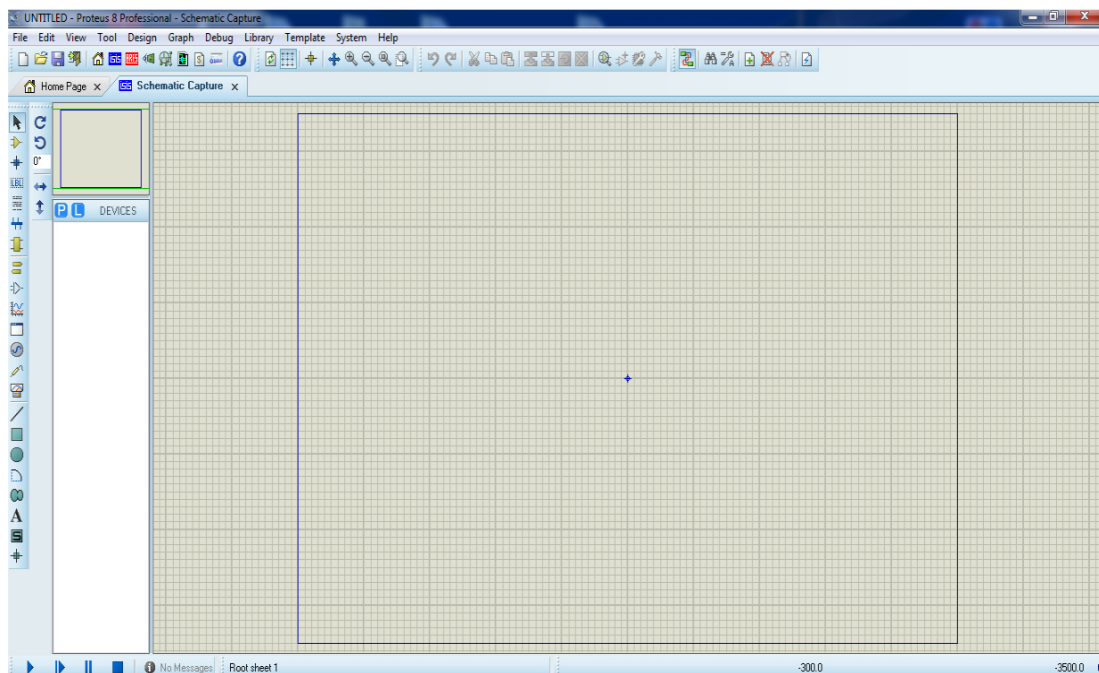 UNTITLED - Proteus 8 Professional - Schematic Capture
File Edit View Tool Design Graph Debug Library Template System Help
Home Page x Schematic Capture x
0°
LBL
P L DEVICES
A
S
No Messages Root sheet 1 -300.0 -3500.0